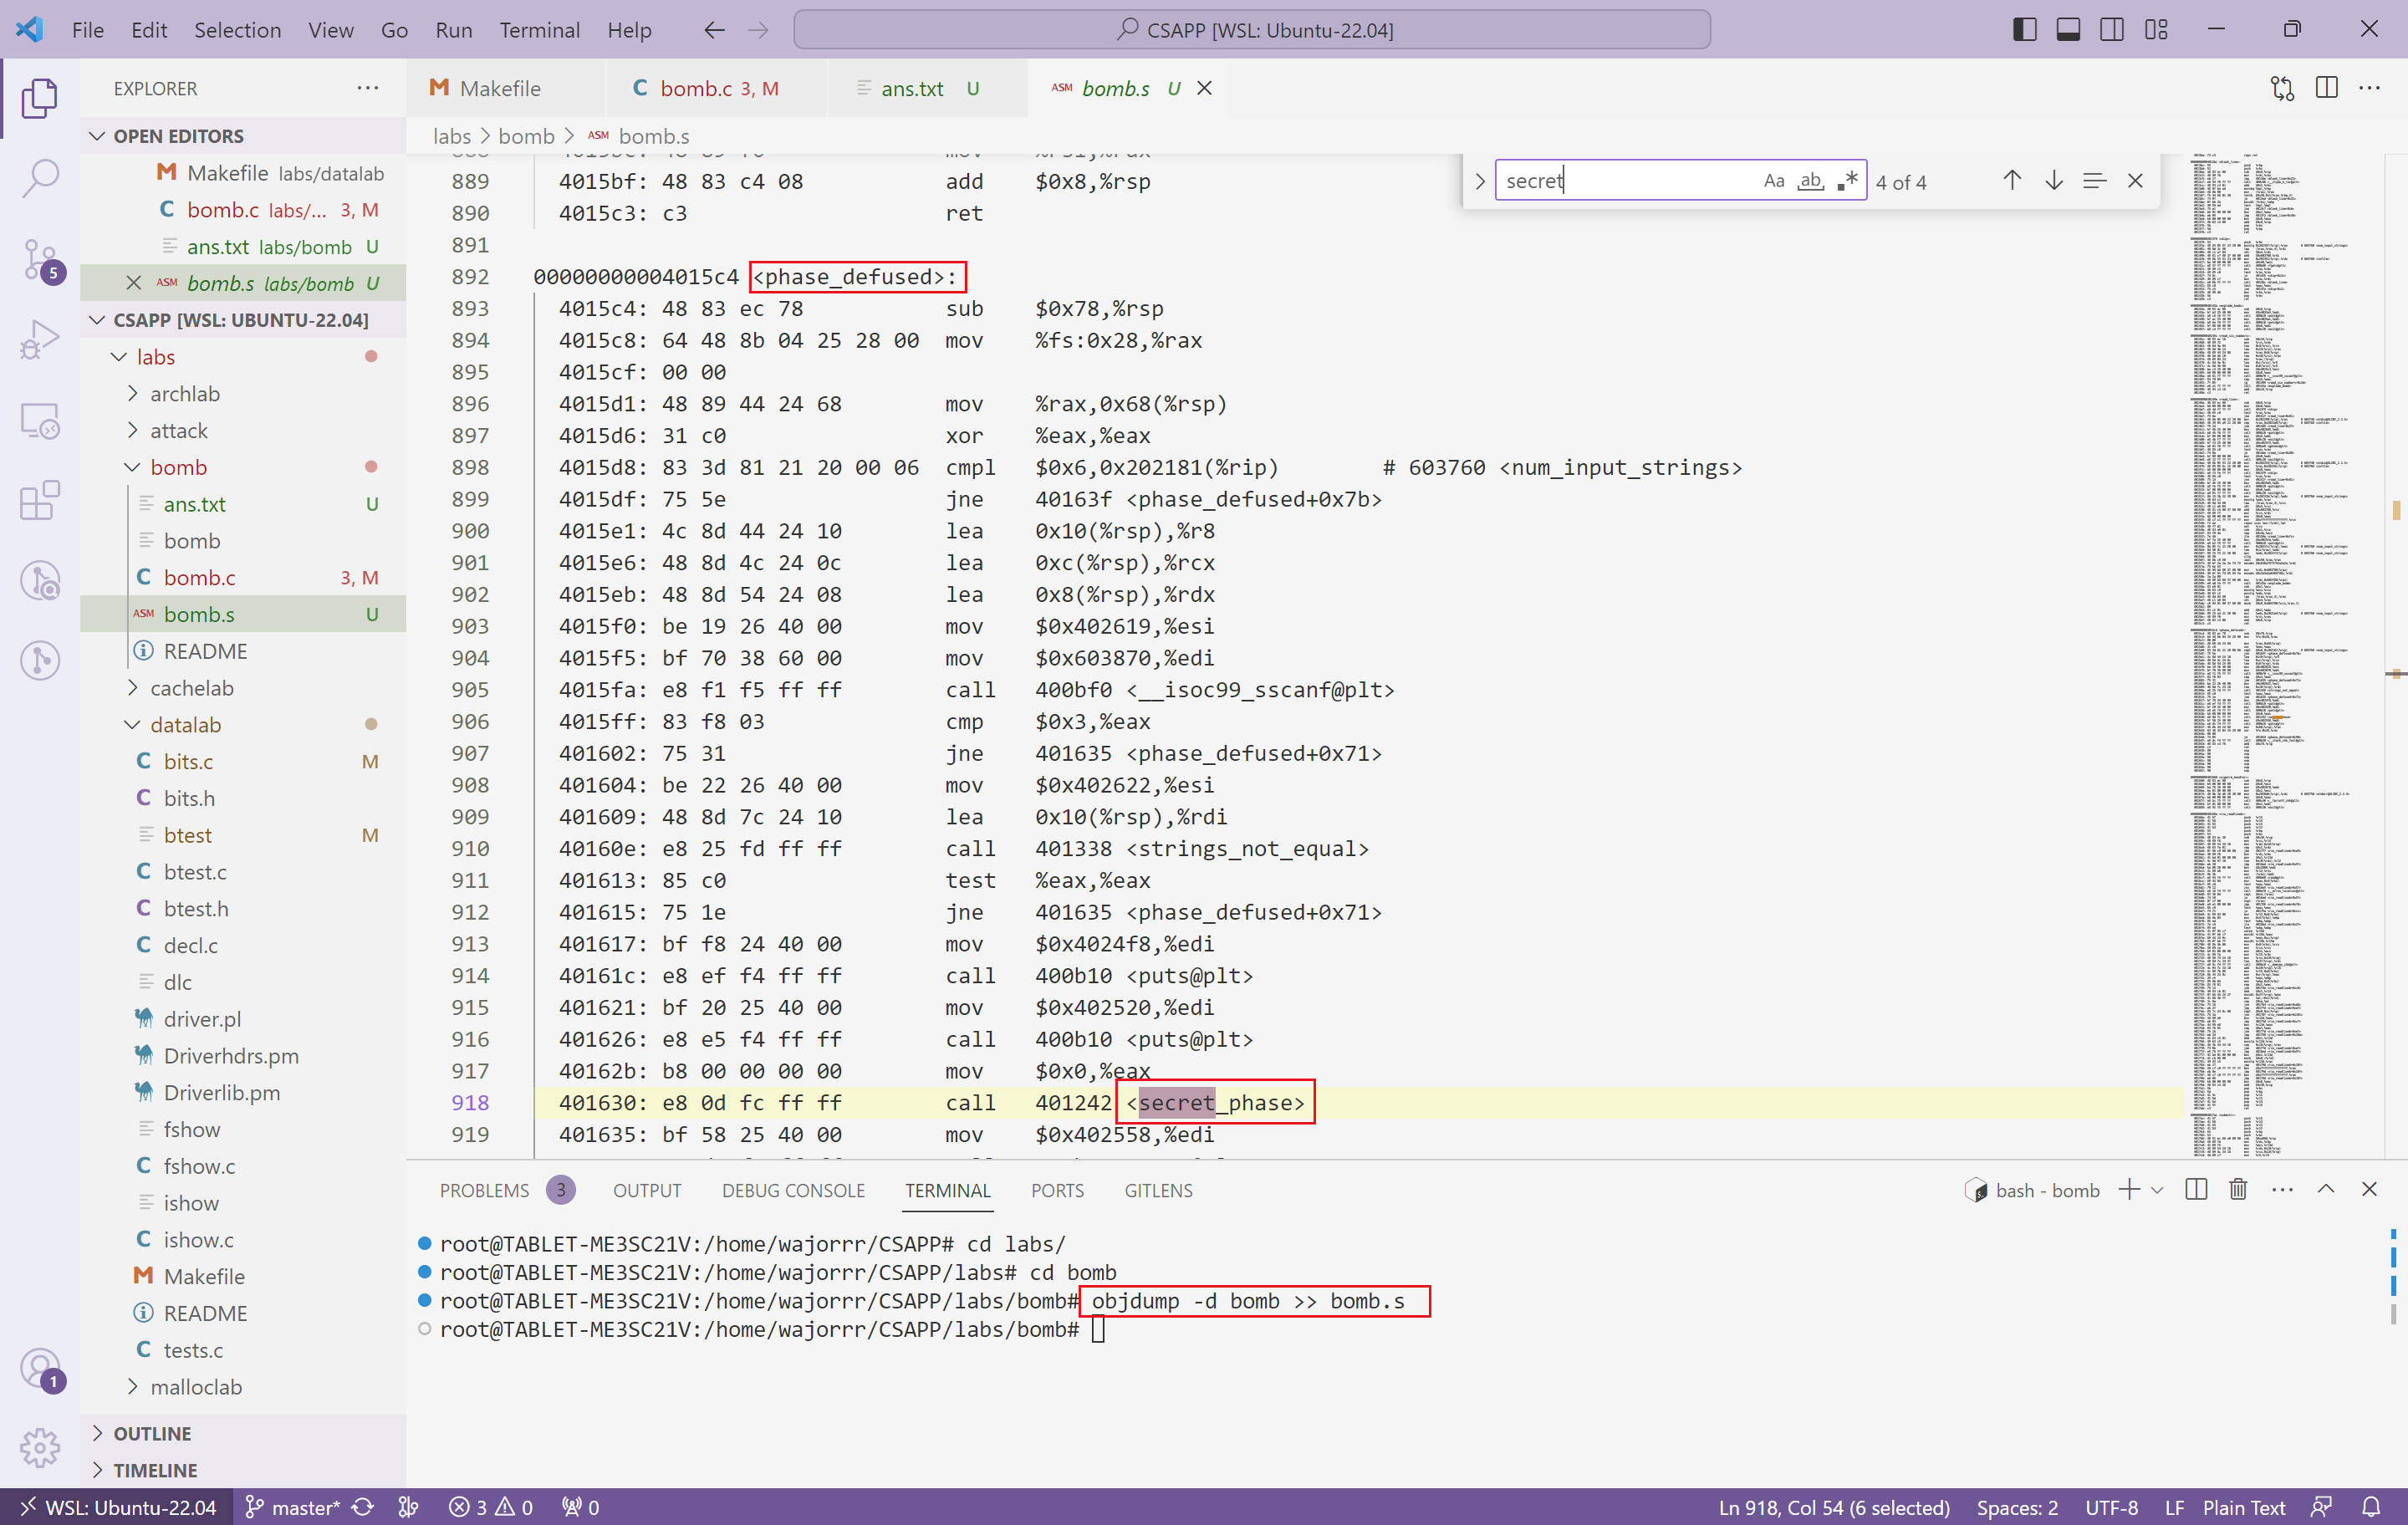 File Edit Selection View Go Run Terminal Help
CSAPP [WSL: Ubuntu-22.04]
EXPLORER
OPEN EDITORS
Makefile labs/datalab
bomb.c labs/... 3, M
ans.txt labs/bomb U
ASM bomb.s labs/bomb U
CSAPP [WSL: UBUNTU-22.04]
labs
archlab
attack
bomb
ans.txt U
bomb
bomb.c 3, M
ASM bomb.s U
README
cachelab
datalab
bits.c M
bits.h
btest M
btest.c
btest.h
decl.c
dlc
driver.pl
Driverhdrs.pm
Driverlib.pm
fshow
fshow.c
ishow
ishow.c
Makefile
README
tests.c
malloclab
OUTLINE
TIMELINE
5
1
M Makefile
C bomb.c 3, M
ans.txt U
ASM bomb.s U
labs > bomb > ASM bomb.s
secret Aa ab .* 4 of 4
889 4015bf: 48 83 c4 08 add $0x8,%rsp
890 4015c3: c3 ret
891
892 00000000004015c4 <phase_defused>:
893 4015c4: 48 83 ec 78 sub $0x78,%rsp
894 4015c8: 64 48 8b 04 25 28 00 mov %fs:0x28,%rax
895 4015cf: 00 00
896 4015d1: 48 89 44 24 68 mov %rax,0x68(%rsp)
897 4015d6: 31 c0 xor %eax,%eax
898 4015d8: 83 3d 81 21 20 00 06 cmpl $0x6,0x202181(%rip) # 603760 <num_input_strings>
899 4015df: 75 5e jne 40163f <phase_defused+0x7b>
900 4015e1: 4c 8d 44 24 10 lea 0x10(%rsp),%r8
901 4015e6: 48 8d 4c 24 0c lea 0xc(%rsp),%rcx
902 4015eb: 48 8d 54 24 08 lea 0x8(%rsp),%rdx
903 4015f0: be 19 26 40 00 mov $0x402619,%esi
904 4015f5: bf 70 38 60 00 mov $0x603870,%edi
905 4015fa: e8 f1 f5 ff ff call 400bf0 <__isoc99_sscanf@plt>
906 4015ff: 83 f8 03 cmp $0x3,%eax
907 401602: 75 31 jne 401635 <phase_defused+0x71>
908 401604: be 22 26 40 00 mov $0x402622,%esi
909 401609: 48 8d 7c 24 10 lea 0x10(%rsp),%rdi
910 40160e: e8 25 fd ff ff call 401338 <strings_not_equal>
911 401613: 85 c0 test %eax,%eax
912 401615: 75 1e jne 401635 <phase_defused+0x71>
913 401617: bf f8 24 40 00 mov $0x4024f8,%edi
914 40161c: e8 ef f4 ff ff call 400b10 <puts@plt>
915 401621: bf 20 25 40 00 mov $0x402520,%edi
916 401626: e8 e5 f4 ff ff call 400b10 <puts@plt>
917 40162b: b8 00 00 00 00 mov $0x0,%eax
918 401630: e8 0d fc ff ff call 401242 <secret_phase>
919 401635: bf 58 25 40 00 mov $0x402558,%edi
PROBLEMS 3 OUTPUT DEBUG CONSOLE TERMINAL PORTS GITLENS
bash - bomb
root@TABLET-ME3SC21V:/home/wajorrr/CSAPP# cd labs/
root@TABLET-ME3SC21V:/home/wajorrr/CSAPP/labs# cd bomb
root@TABLET-ME3SC21V:/home/wajorrr/CSAPP/labs/bomb# objdump -d bomb >> bomb.s
root@TABLET-ME3SC21V:/home/wajorrr/CSAPP/labs/bomb#
WSL: Ubuntu-22.04 master* 3 0 0
Ln 918, Col 54 (6 selected) Spaces: 2 UTF-8 LF Plain Text